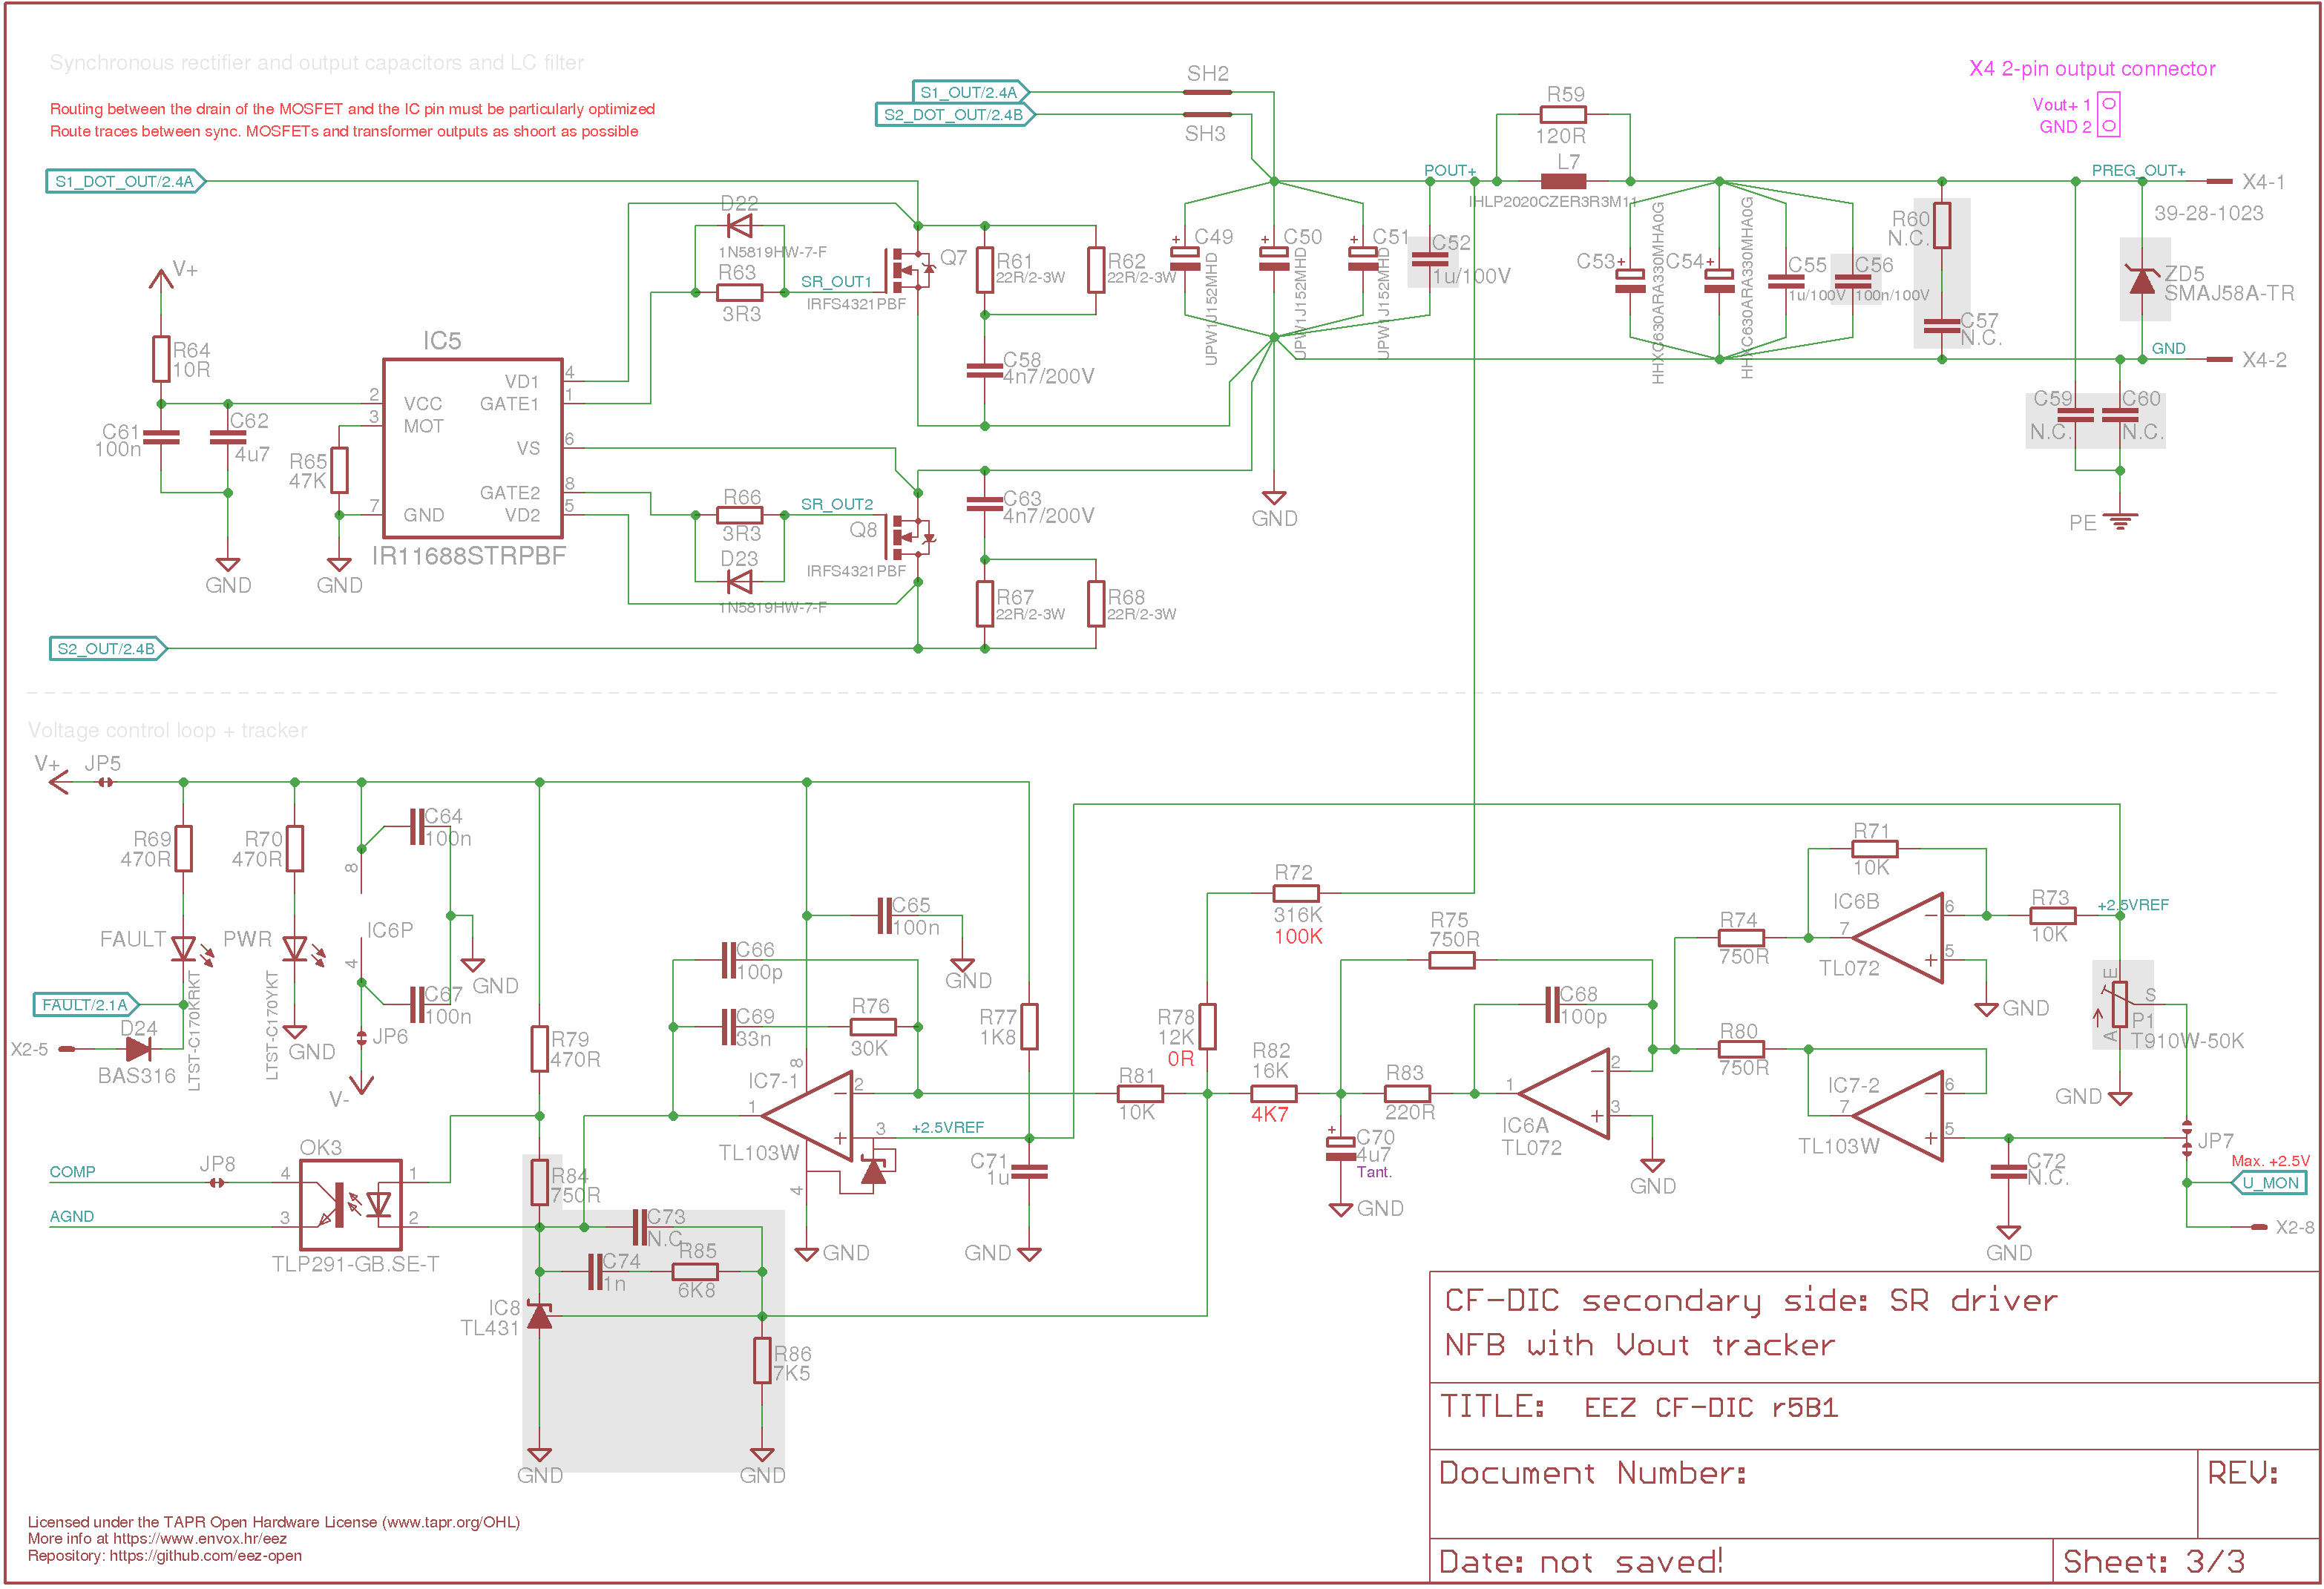 Synchronous rectifier and output capacitors and LC filter
Routing between the drain of the MOSFET and the IC pin must be particularly optimized
Route traces between sync. MOSFETs and transformer outputs as shoort as possible
S1_OUT/2.4A
S2_DOT_OUT/2.4B
SH2
SH3
R59
120R
L7
IHLP2020CZER3R3M11
X4 2-pin output connector
Vout+ 1
GND 2
S1_DOT_OUT/2.4A
POUT+
PREG_OUT+
X4-1
39-28-1023
GND
X4-2
D22
1N5819HW-7-F
R63
3R3
SR_OUT1
Q7
IRFS4321PBF
R61
22R/2-3W
R62
22R/2-3W
C58
4n7/200V
C49
UPW1J152MHD
C50
UPW1J152MHD
C51
UPW1J152MHD
C52
1u/100V
C53
HHXC630ARA330MHA0G
C54
HHXC630ARA330MHA0G
C55
1u/100V
C56
100n/100V
R60
N.C.
C57
N.C.
ZD5
SMAJ58A-TR
C59
N.C.
C60
N.C.
PE
V+
R64
10R
C61
100n
C62
4u7
R65
47K
GND
GND
IC5
2
3
7
VCC
MOT
GND
VD1
GATE1
VS
GATE2
VD2
4
1
6
8
5
IR11688STRPBF
R66
3R3
D23
1N5819HW-7-F
SR_OUT2
Q8
IRFS4321PBF
C63
4n7/200V
R67
22R/2-3W
R68
22R/2-3W
GND
S2_OUT/2.4B
Voltage control loop + tracker
V+
JP5
R69
470R
R70
470R
FAULT
LTST-C170KRKT
PWR
LTST-C170YKT
GND
FAULT/2.1A
D24
BAS316
X2-5
C64
100n
8
IC6P
4
C67
100n
GND
JP6
V-
R79
470R
COMP
AGND
JP8
OK3
4
3
1
2
TLP291-GB.SE-T
R84
750R
C73
N.C.
C74
1n
R85
6K8
IC8
TL431
R86
7K5
GND
GND
C65
100n
GND
C66
100p
C69
33n
R76
30K
IC7-1
8
1
2
3
4
TL103W
GND
+2.5VREF
R77
1K8
C71
1u
GND
R81
10K
R72
316K
100K
R78
12K
0R
R82
16K
4K7
C70
4u7
Tant.
GND
R83
220R
R75
750R
C68
100p
1
2
3
IC6A
TL072
GND
R71
10K
IC6B
7
6
5
TL072
R73
10K
+2.5VREF
R74
750R
R80
750R
GND
IC7-2
7
6
5
TL103W
E
S
A
P1
T910W-50K
GND
C72
N.C.
GND
JP7
Max. +2.5V
U_MON
X2-8
CF-DIC secondary side: SR driver
NFB with Vout tracker
TITLE: EEZ CF-DIC r5B1
Document Number:
REV:
Date: not saved!
Sheet: 3/3
Licensed under the TAPR Open Hardware License (www.tapr.org/OHL)
More info at https://www.envox.hr/eez
Repository: https://github.com/eez-open